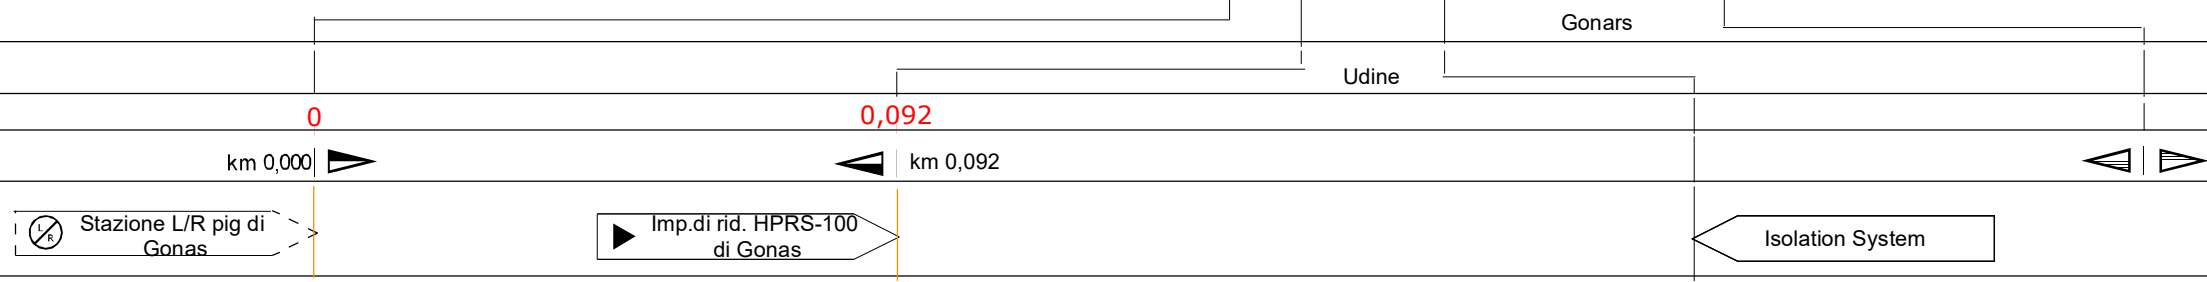 Gonars
Udine
0
0,092
km 0,000
km 0,092
L/R
Stazione L/R pig di
Gonas
Imp.di rid. HPRS-100
di Gonas
Isolation System